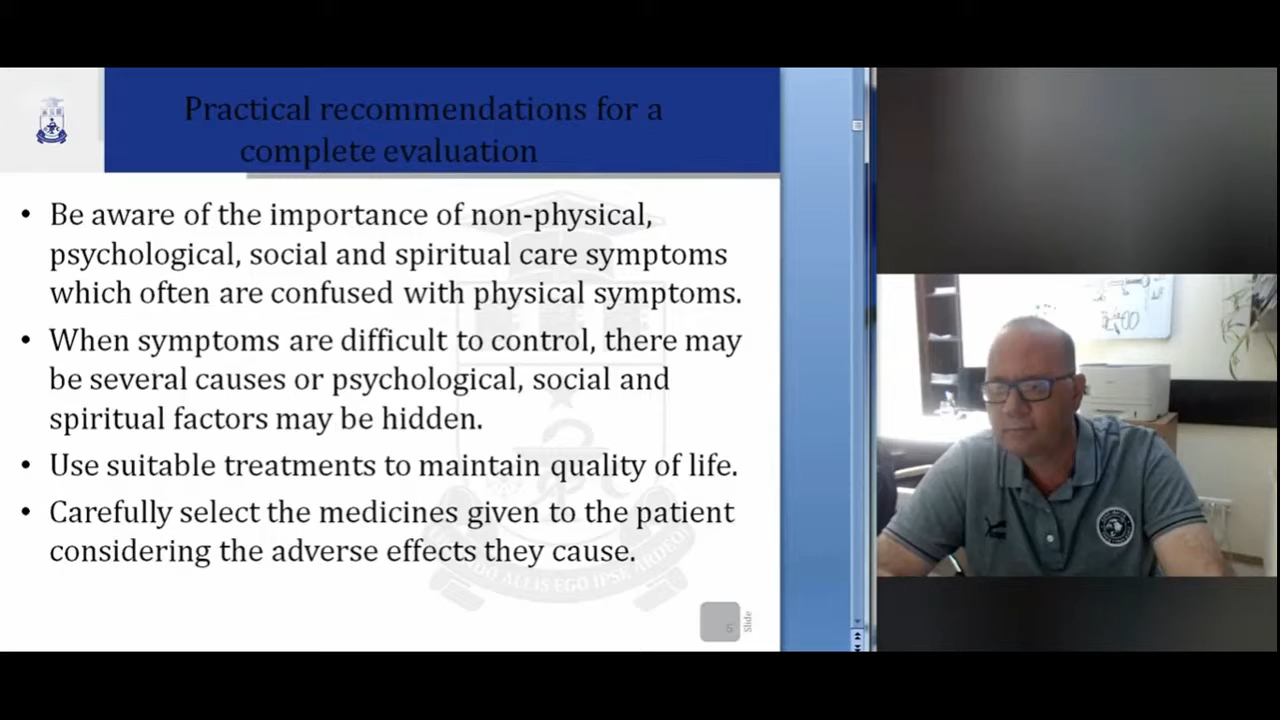 Practical recommendations for a
complete evaluation
• Be aware of the importance of non-physical,
psychological, social and spiritual care symptoms
which often are confused with physical symptoms.
• When symptoms are difficult to control, there may
be several causes or psychological, social and
spiritual factors may be hidden.
• Use suitable treatments to maintain quality of life.
• Carefully select the medicines given to the patient
considering the adverse effects they cause.
Slide